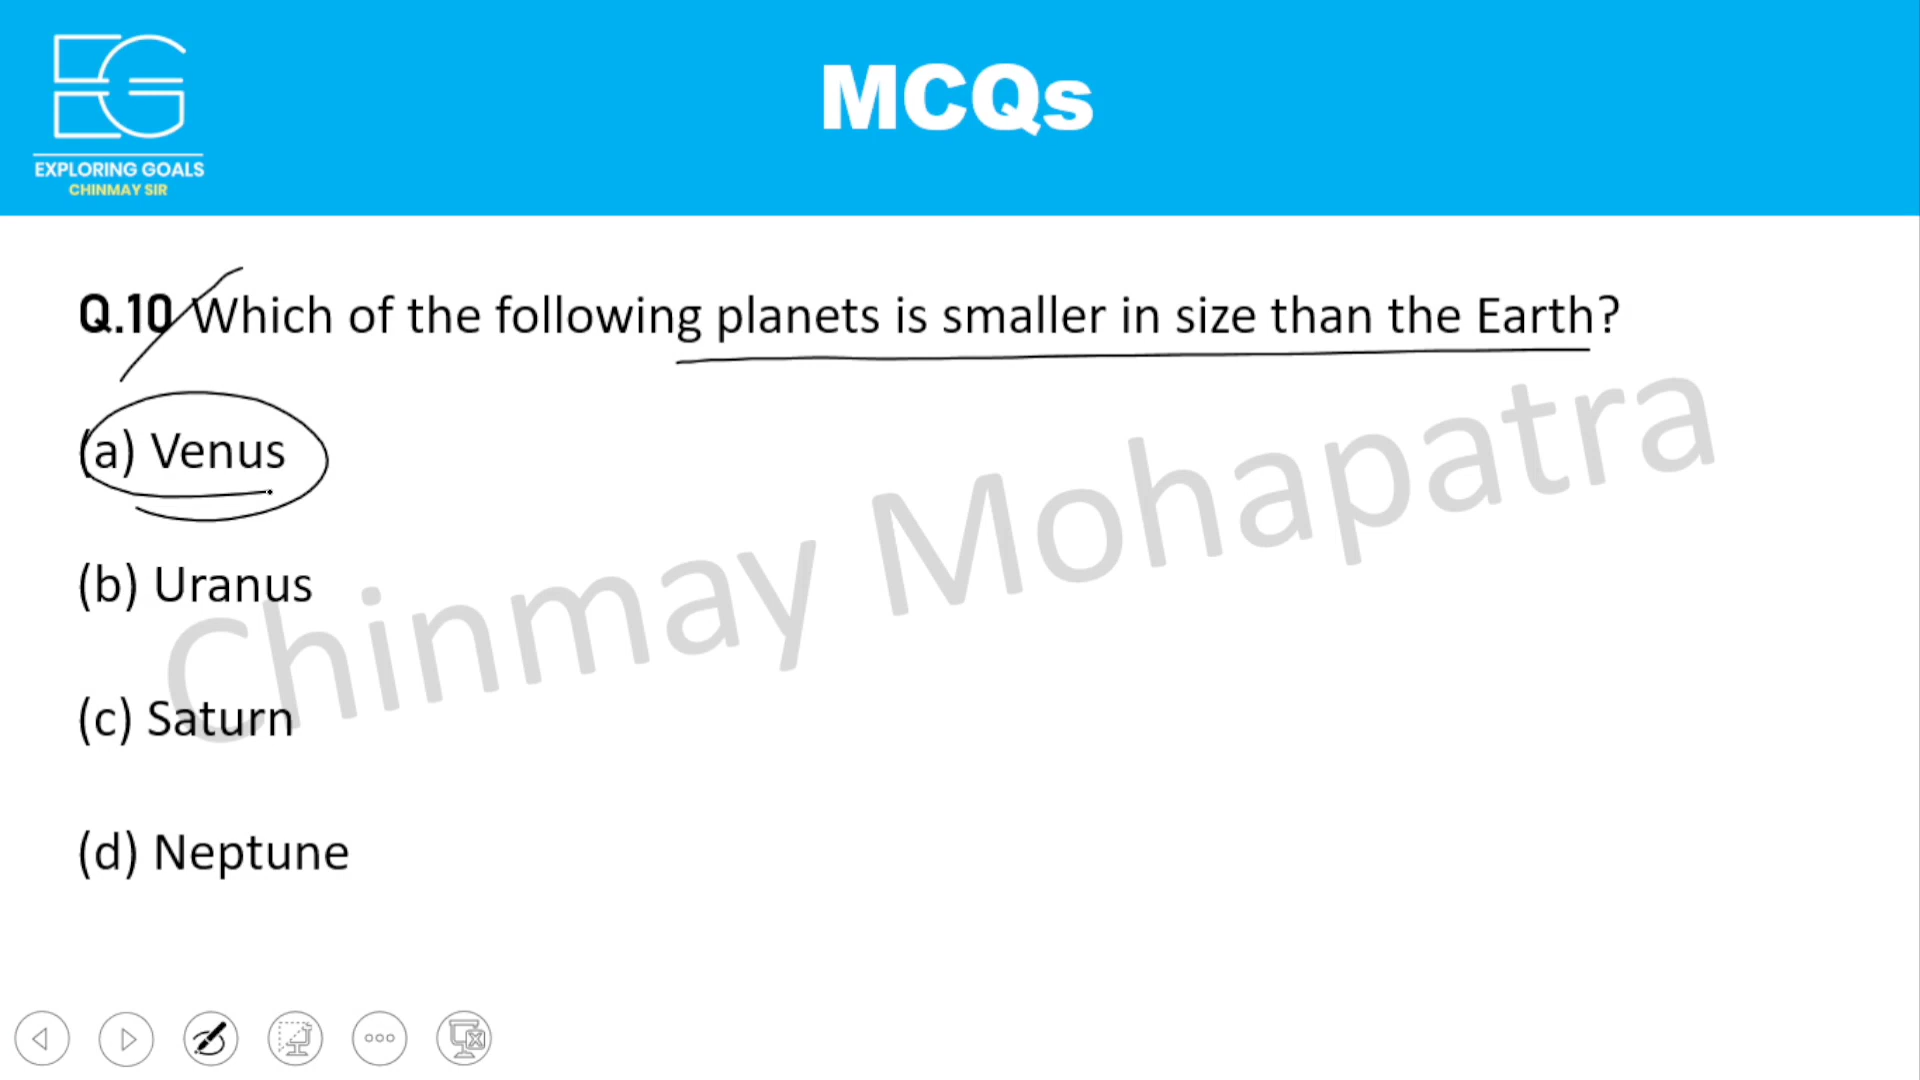 EG
EXPLORING GOALS
CHINMAY SIR
MCQs
Q.10 Which of the following planets is smaller in size than the Earth?
(a) Venus
(b) Uranus
(c) Saturn
(d) Neptune
Chinmay Mohapatra